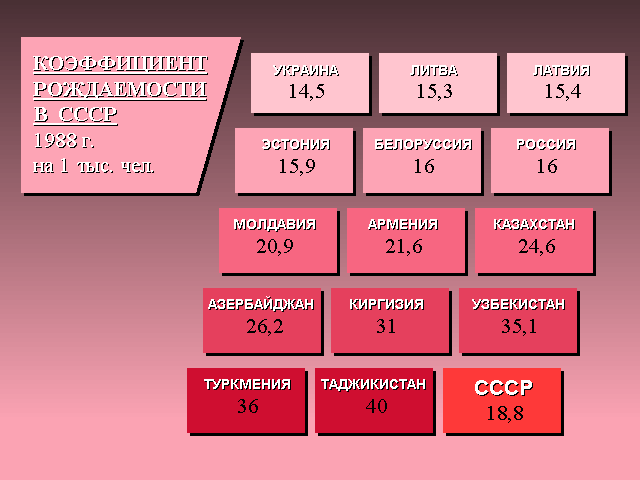 КОЭФФИЦИЕНТ
РОЖДАЕМОСТИ
В СССР
1988 г.
на 1 тыс. чел.
УКРАИНА
14,5
ЛИТВА
15,3
ЛАТВИЯ
15,4
ЭСТОНИЯ
15,9
БЕЛОРУССИЯ
16
РОССИЯ
16
МОЛДАВИЯ
20,9
АРМЕНИЯ
21,6
КАЗАХСТАН
24,6
АЗЕРБАЙДЖАН
26,2
КИРГИЗИЯ
31
УЗБЕКИСТАН
35,1
ТУРКМЕНИЯ
36
ТАДЖИКИСТАН
40
СССР
18,8